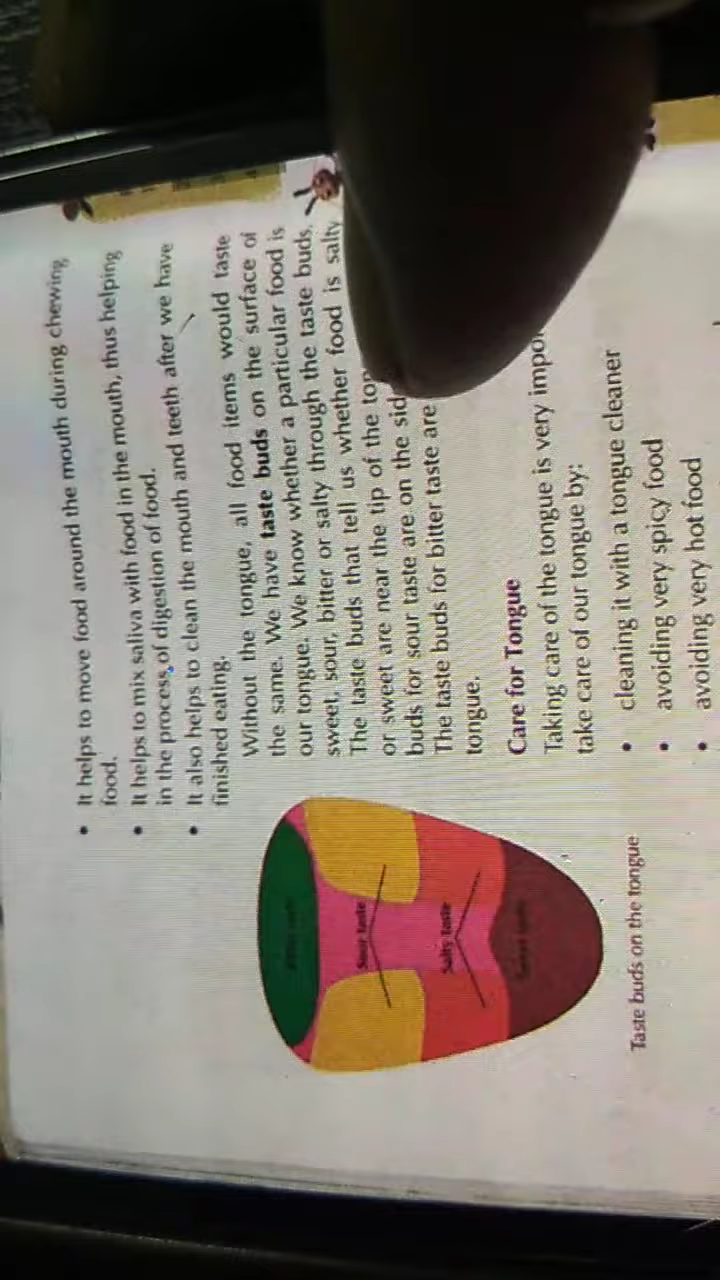 • It helps to move food around the mouth during chewing
food.
• It helps to mix saliva with food in the mouth, thus helping
in the process of digestion of food.
• It also helps to clean the mouth and teeth after we have
finished eating.
Without the tongue, all food items would taste
the same. We have taste buds on the surface of
our tongue. We know whether a particular food is
sweet, sour, bitter or salty through the taste buds.
The taste buds that tell us whether food is salty
or sweet are near the tip of the
buds for sour taste are on the
The taste buds for bitter taste are
tongue.
Care for Tongue
Taking care of the tongue is very
take care of our tongue by:
• cleaning it with a tongue cleaner
• avoiding very spicy food
• avoiding very hot food
Sour Taste
Salty Taste
Taste buds on the tongue